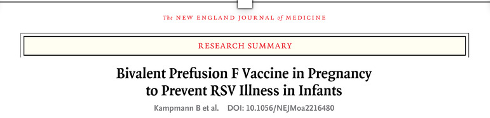 The NEW ENGLAND JOURNAL of MEDICINE
RESEARCH SUMMARY
Bivalent Prefusion F Vaccine in Pregnancy
to Prevent RSV Illness in Infants
Kampmann B et al. DOI: 10.1056/NEJMoa2216480